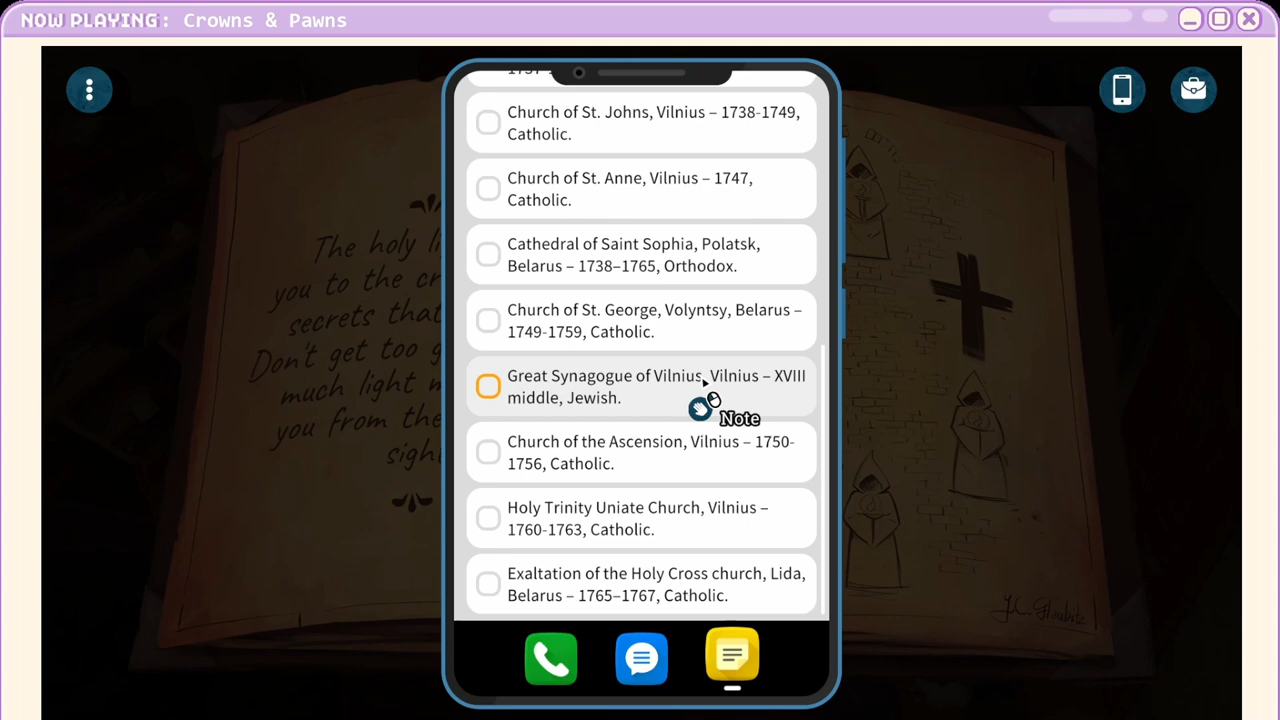 NOW PLAYING: Crowns & Pawns
Church of St. Johns, Vilnius – 1738-1749,
Catholic.
Church of St. Anne, Vilnius – 1747,
Catholic.
Cathedral of Saint Sophia, Polatsk,
Belarus – 1738–1765, Orthodox.
Church of St. George, Volyntsy, Belarus –
1749-1759, Catholic.
Great Synagogue of Vilnius, Vilnius – XVIII
middle, Jewish.
Note
Church of the Ascension, Vilnius – 1750-
1756, Catholic.
Holy Trinity Uniate Church, Vilnius –
1760-1763, Catholic.
Exaltation of the Holy Cross church, Lida,
Belarus – 1765–1767, Catholic.
The holy
you to the
secrets that
Don't get too
much light
you from the
J.C. Glaubitz